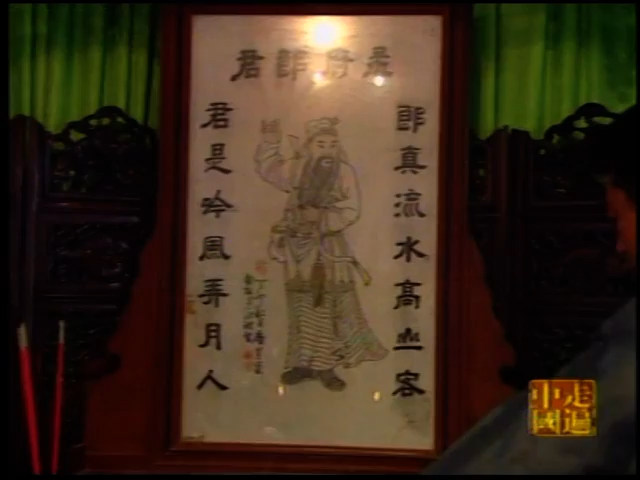 孟府郎君
郎真流水高山客
君是吟風弄月人
走遍
中國